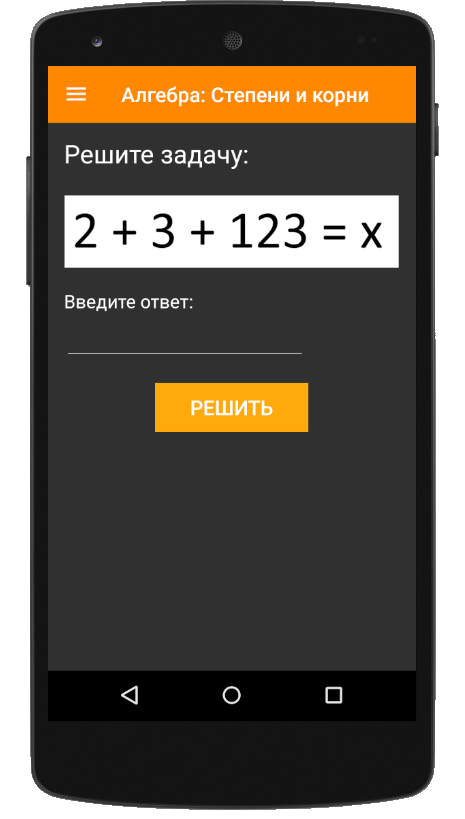 Алгебра: Степени и корни
Решите задачу:
2 + 3 + 123 = x
Введите ответ:
РЕШИТЬ